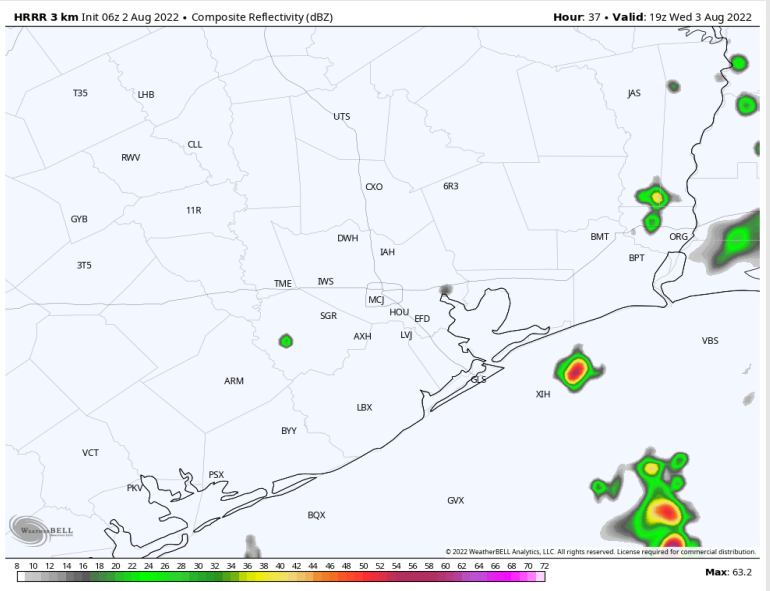 HRRR 3 km Init 06z 2 Aug 2022 • Composite Reflectivity (dBZ) Hour: 37 • Valid: 19z Wed 3 Aug 2022
T35 LHB JAS
UTS
CLL
RWV
CXO 6R3
11R
GYB
DWH BMT ORG
IAH
BPT
3T5
TME IWS
MCJ
SGR HOU
EFD
AXH LVJ VBS
ARM GLS
XIH
LBX
BYY
VCT
PSX
PKV
GVX
BQX
WEATHERBELL
© 2022 WeatherBELL Analytics, LLC. All rights reserved. License required for commercial distribution.
8 10 12 14 16 18 20 22 24 26 28 30 32 34 36 38 40 42 44 46 48 50 52 54 56 58 60 62 64 66 68 70 72 Max: 63.2